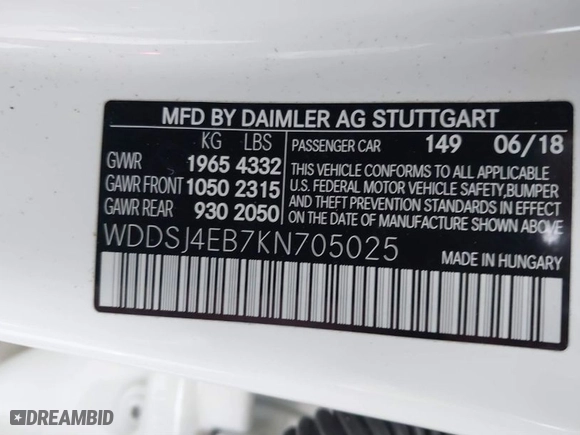 MFD BY DAIMLER AG STUTTGART
KG LBS
GVWR 1965 4332
GAWR FRONT 1050 2315
GAWR REAR 930 2050
PASSENGER CAR 149 06/18
THIS VEHICLE CONFORMS TO ALL APPLICABLE
U.S. FEDERAL MOTOR VEHICLE SAFETY,BUMPER
AND THEFT PREVENTION STANDARDS IN EFFECT
ON THE DATE OF MANUFACTURE SHOWN ABOVE
WDDSJ4EB7KN705025
MADE IN HUNGARY
DREAMBID